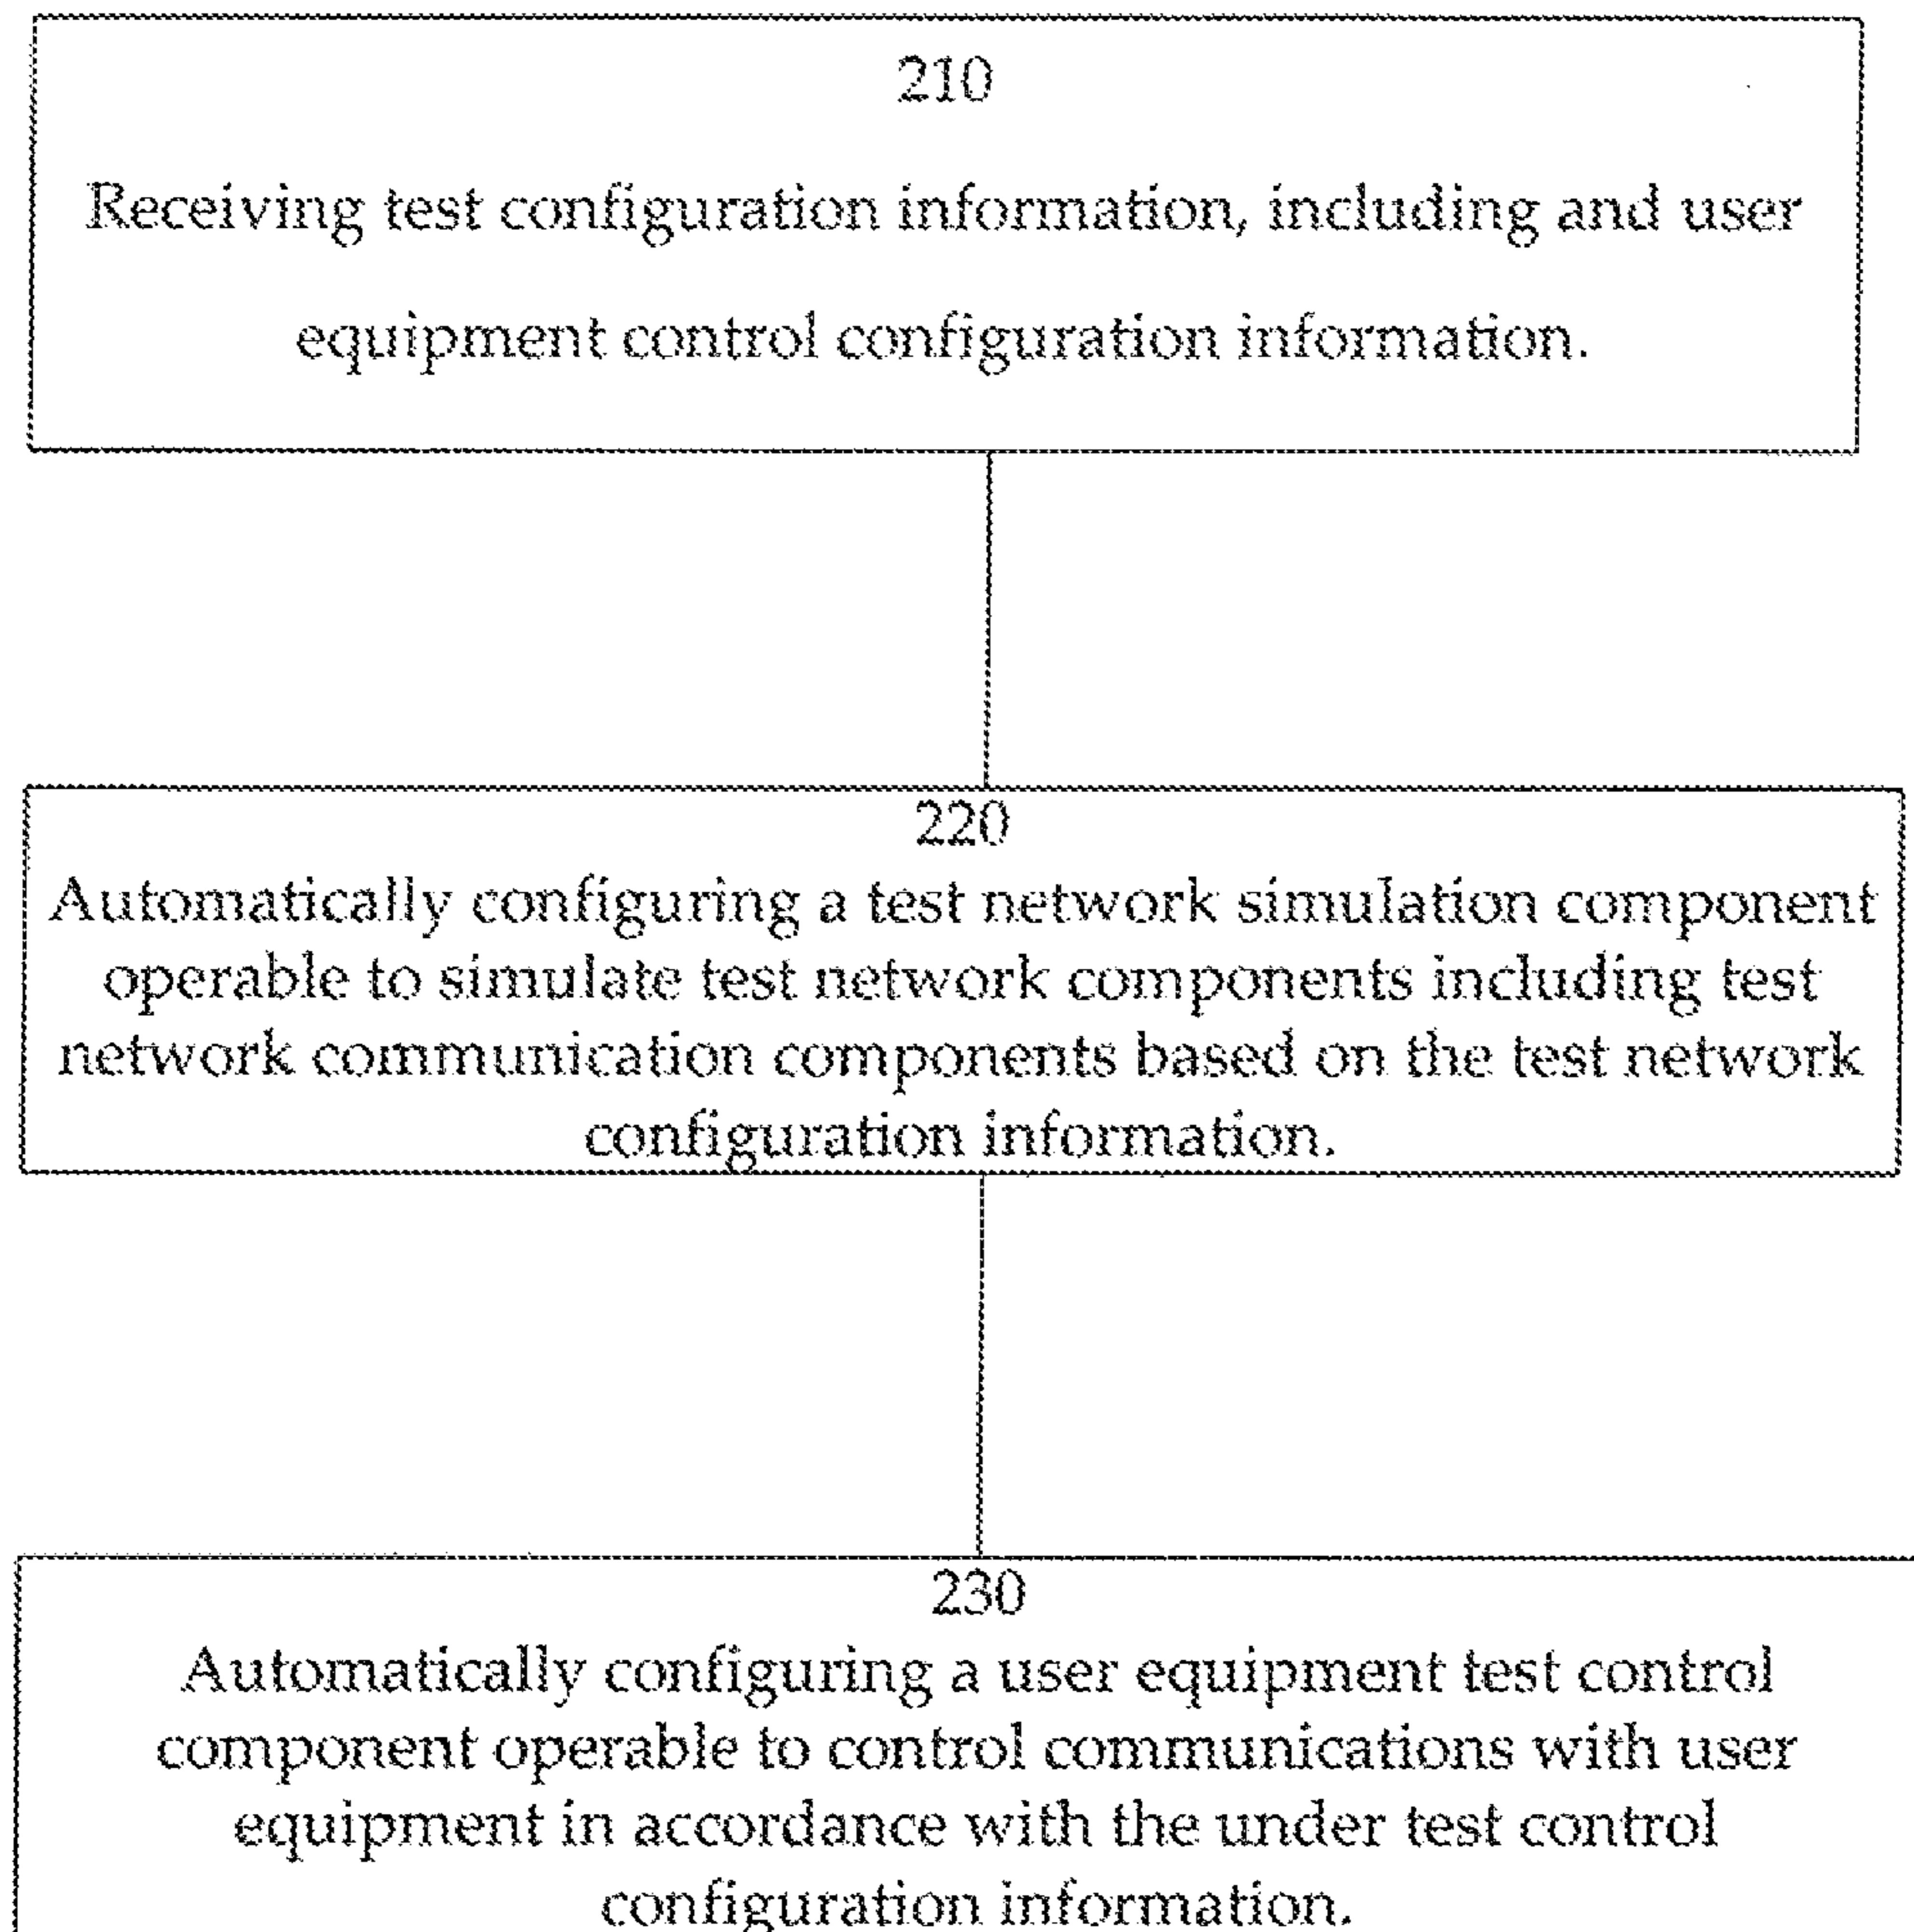 210
Receiving test configuration information, including and user
equipment control configuration information.
220
Automatically configuring a test network simulation component
operable to simulate test network components including test
network communication components based on the test network
configuration information.
230
Automatically configuring a user equipment test control
component operable to control communications with user
equipment in accordance with the under test control
configuration information.